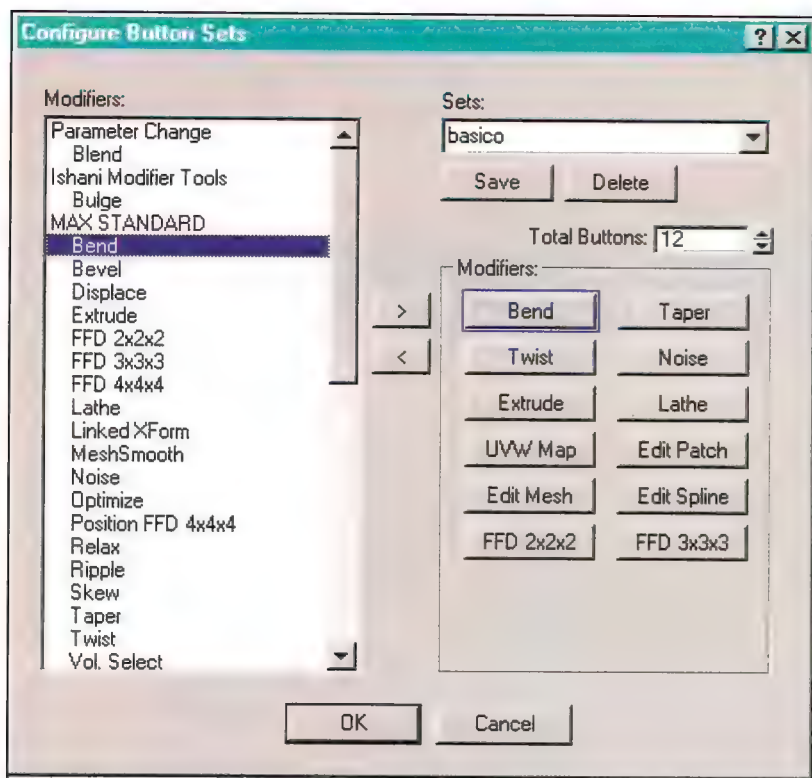 Configure Button Sets
? ×
Modifiers:
Parameter Change
Blend
Ishani Modifier Tools
Bulge
MAX STANDARD
Bend
Bevel
Displace
Extrude
FFD 2x2x2
FFD 3x3x3
FFD 4x4x4
Lathe
Linked XForm
MeshSmooth
Noise
Optimize
Position FFD 4x4x4
Relax
Ripple
Skew
Taper
Twist
Vol. Select
>
<
Sets:
basico
Save Delete
Total Buttons: 12
Modifiers:
Bend Taper
Twist Noise
Extrude Lathe
UVW Map Edit Patch
Edit Mesh Edit Spline
FFD 2x2x2 FFD 3x3x3
OK Cancel